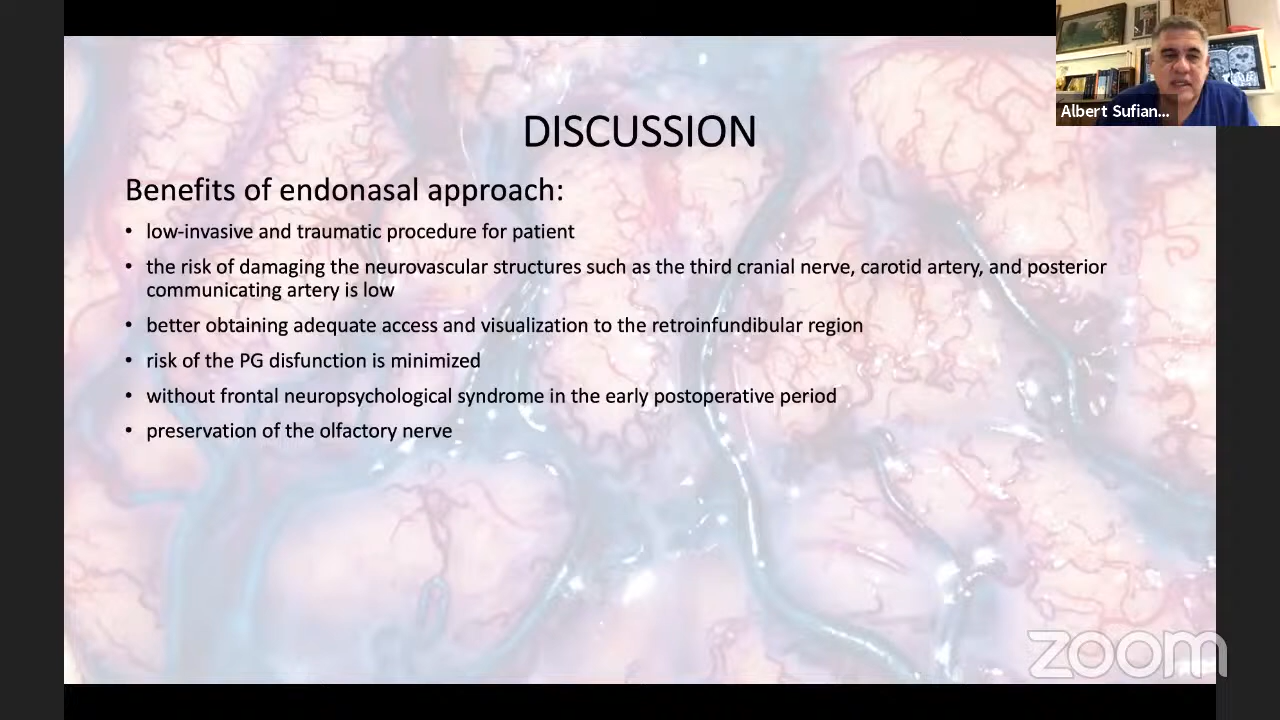 Albert Sufian...
DISCUSSION
Benefits of endonasal approach:
• low-invasive and traumatic procedure for patient
• the risk of damaging the neurovascular structures such as the third cranial nerve, carotid artery, and posterior
communicating artery is low
• better obtaining adequate access and visualization to the retroinfundibular region
• risk of the PG disfunction is minimized
• without frontal neuropsychological syndrome in the early postoperative period
• preservation of the olfactory nerve
zoom